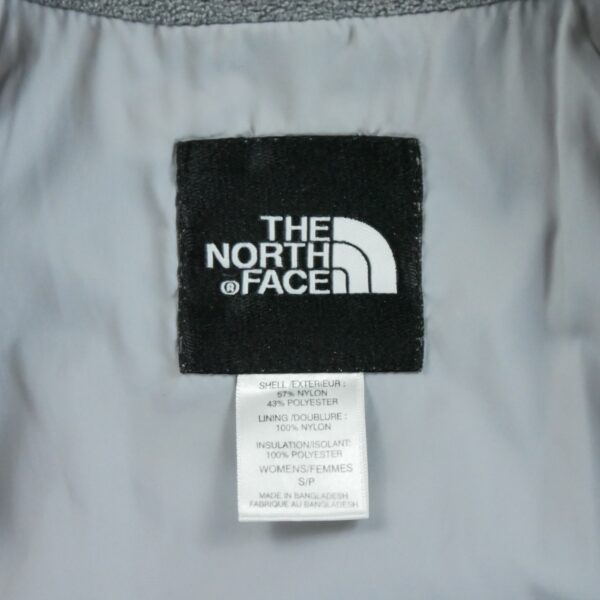 THE
NORTH
® FACE
SHELL /EXTERIEUR :
57% NYLON
43% POLYESTER
LINING /DOUBLURE :
100% NYLON
INSULATION/ISOLANT:
100% POLYESTER
WOMENS/FEMMES
S/P
MADE IN BANGLADESH
FABRIQUE AU BANGLADESH